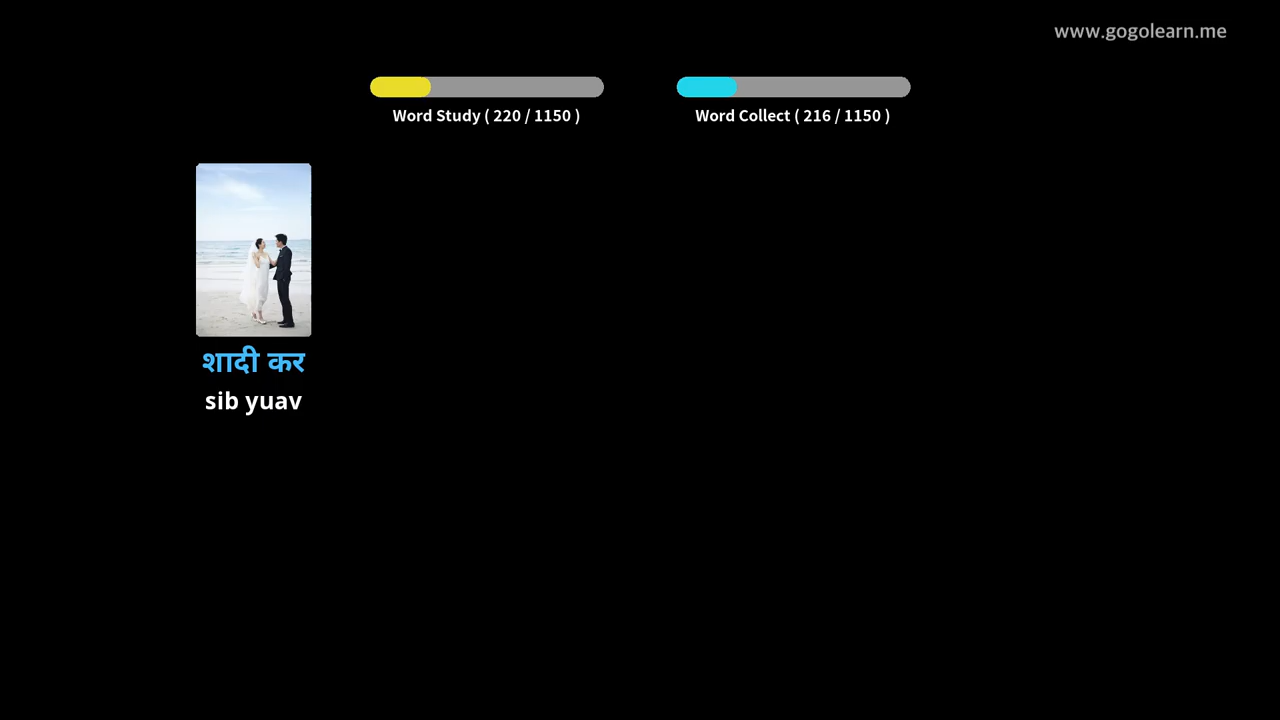 www.gogolearn.me
Word Study ( 220 / 1150 )
Word Collect ( 216 / 1150 )
शादी कर
sib yuav